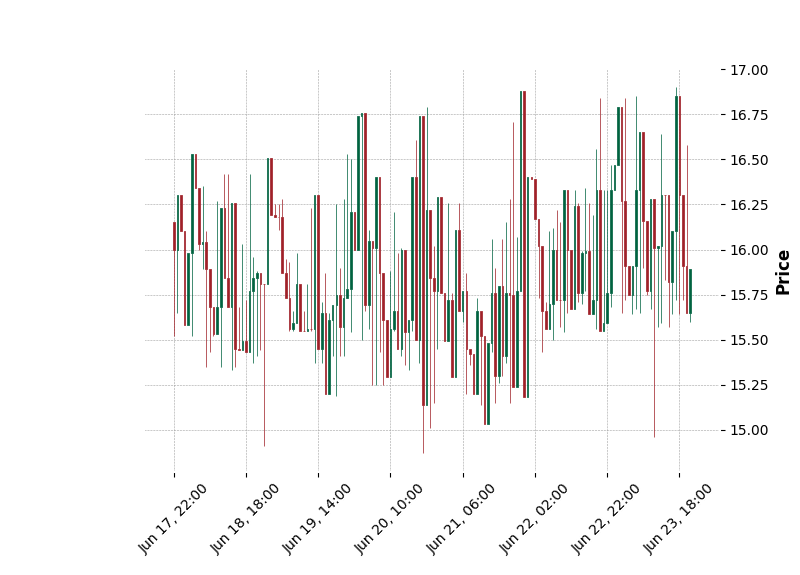 17.00
16.75
16.50
16.25
16.00
15.75
15.50
15.25
15.00
Price
Jun 17, 22:00
Jun 18, 18:00
Jun 19, 14:00
Jun 20, 10:00
Jun 21, 06:00
Jun 22, 02:00
Jun 22, 22:00
Jun 23, 18:00